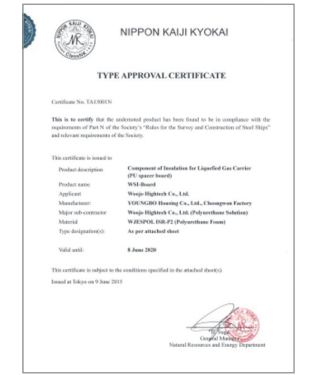 NIPPON KAIJI KYOKAI
TYPE APPROVAL CERTIFICATE
Certificate No. TA13001N
This is to certify that the undernoted product has been found to be in compliance with the
requirements of Part N of the Society's "Rules for the Survey and Construction of Steel Ships"
and relevant requirements of the Society.
This certificate is issued to
Product description Component of Insulation for Liquefied Gas Carrier
(PU spacer board)
Product name WSI-Board
Applicant Woojo Hightech Co., Ltd.
Manufacturer: YOUNGBO Housing Co., Ltd., Cheongwon Factory
Major sub-contractor Woojo Hightech Co., Ltd. (Polyurethane Solution)
Material WJESPOL ISR-P2 (Polyurethane Foam)
Type designation(s): As per attached sheet
Valid until: 8 June 2020
This certificate is subject to the conditions specified in the attached sheet(s).
Issued at Tokyo on 9 June 2015
General Manager
Natural Resources and Energy Department